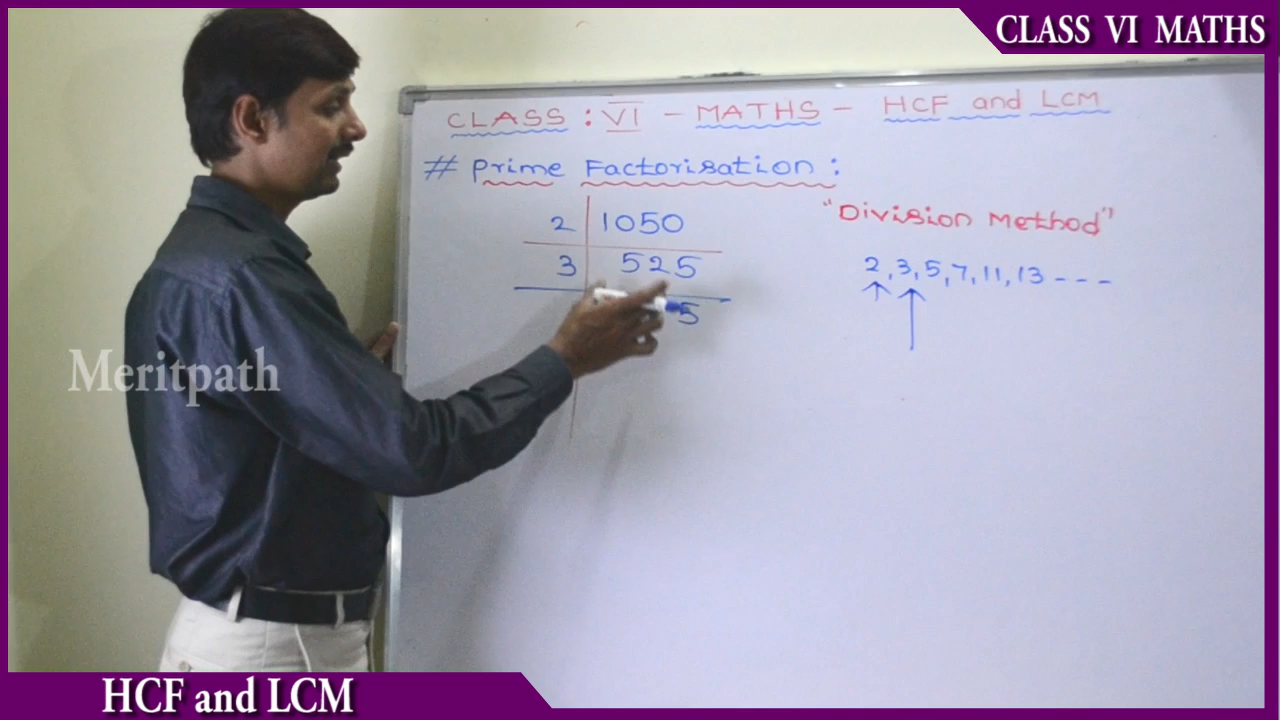 CLASS VI MATHS
CLASS : VI - MATHS - HCF and LCM
# Prime Factorisation :
"Division Method"
2 1050
3 525
5
2, 3, 5, 7, 11, 13 - - -
Meritpath
HCF and LCM